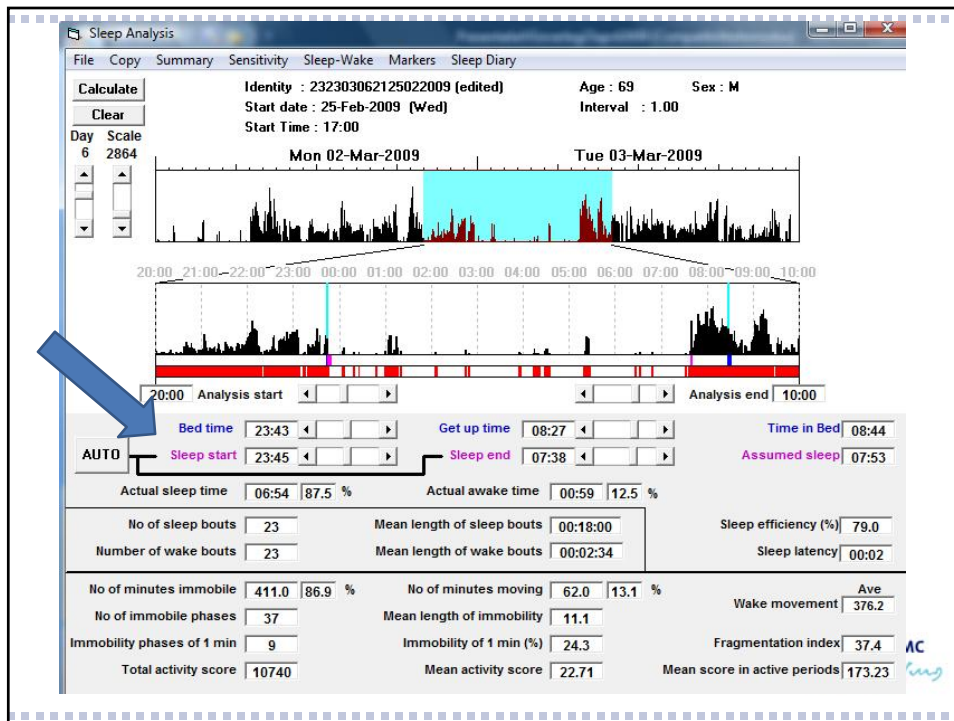 Sleep Analysis
File Copy Summary Sensitivity Sleep-Wake Markers Sleep Diary
Calculate Identity : 232303062125022009 (edited) Age : 69 Sex : M
Clear Start date : 25-Feb-2009 (Wed) Interval : 1.00
Start Time : 17:00
Day Scale
6 2864
Mon 02-Mar-2009 Tue 03-Mar-2009
20:00 21:00 22:00 23:00 00:00 01:00 02:00 03:00 04:00 05:00 06:00 07:00 08:00 09:00 10:00
20:00 Analysis start Analysis end 10:00
Bed time 23:43 Get up time 08:27 Time in Bed 08:44
AUTO Sleep start 23:45 Sleep end 07:38 Assumed sleep 07:53
Actual sleep time 06:54 87.5 % Actual awake time 00:59 12.5 %
No of sleep bouts 23 Mean length of sleep bouts 00:18:00 Sleep efficiency (%) 79.0
Number of wake bouts 23 Mean length of wake bouts 00:02:34 Sleep latency 00:02
No of minutes immobile 411.0 86.9 % No of minutes moving 62.0 13.1 % Wake movement Ave 376.2
No of immobile phases 37 Mean length of immobility 11.1
Immobility phases of 1 min 9 Immobility of 1 min (%) 24.3 Fragmentation index 37.4
MC
Total activity score 10740 Mean activity score 22.71 Mean score in active periods 173.23